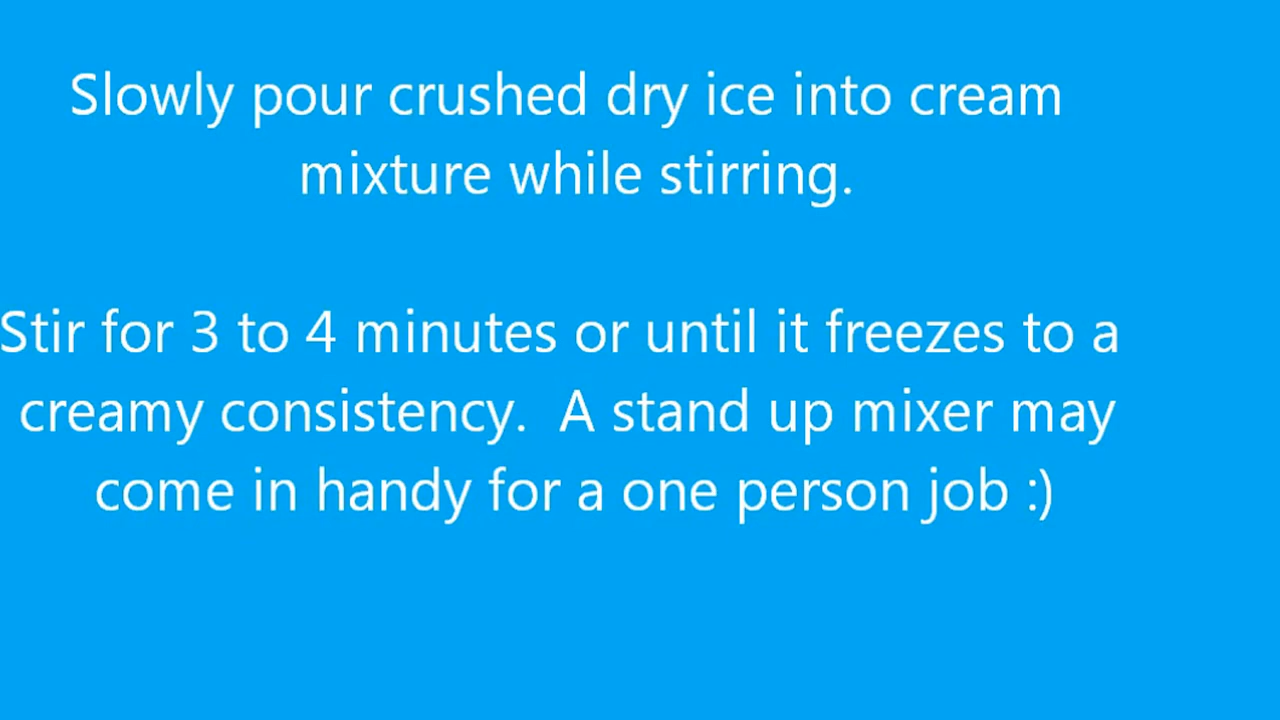 Slowly pour crushed dry ice into cream
mixture while stirring.
Stir for 3 to 4 minutes or until it freezes to a
creamy consistency.  A stand up mixer may
come in handy for a one person job :)